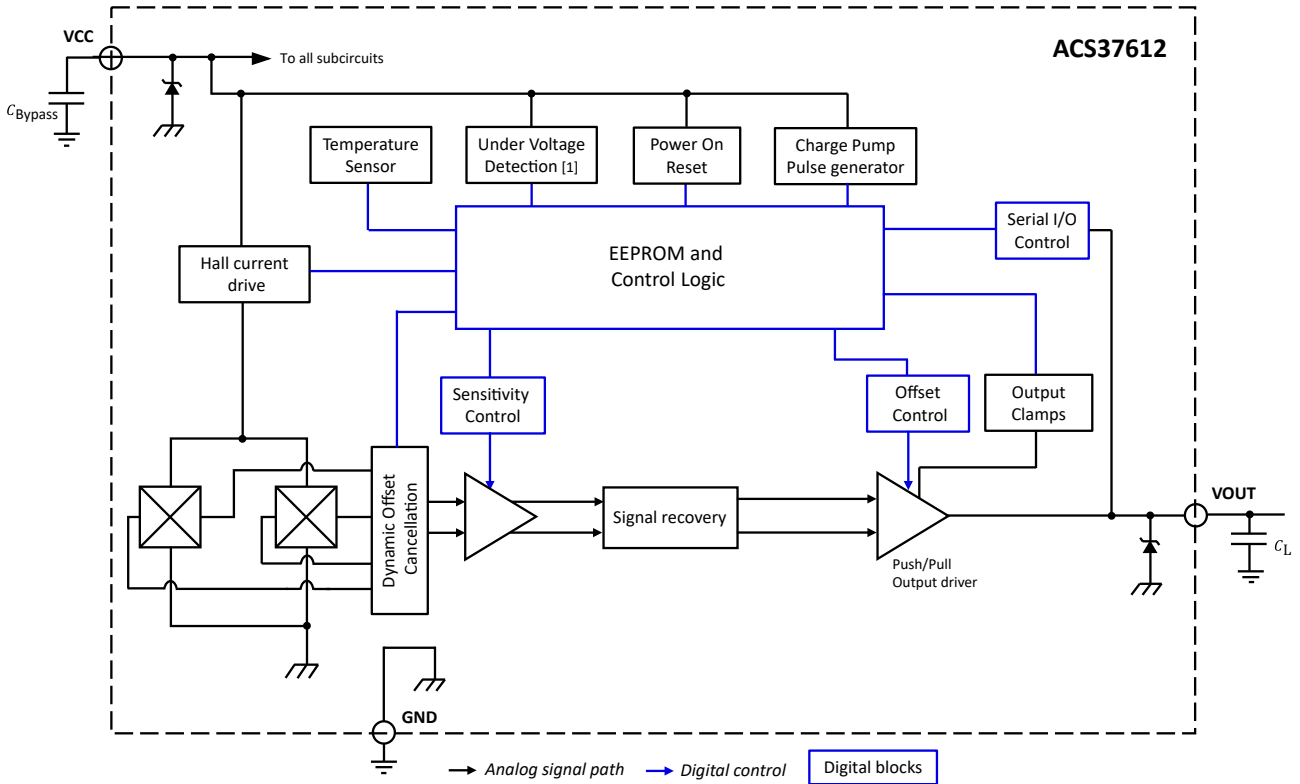 VCC
To all subcircuits
ACS37612
C_Bypass
Temperature
Sensor
Under Voltage
Detection [1]
Power On
Reset
Charge Pump
Pulse generator
EEPROM and
Control Logic
Serial I/O
Control
Hall current
drive
Sensitivity
Control
Offset
Control
Output
Clamps
Dynamic Offset
Cancellation
Signal recovery
Push/Pull
Output driver
VOUT
C_L
GND
Analog signal path
Digital control
Digital blocks